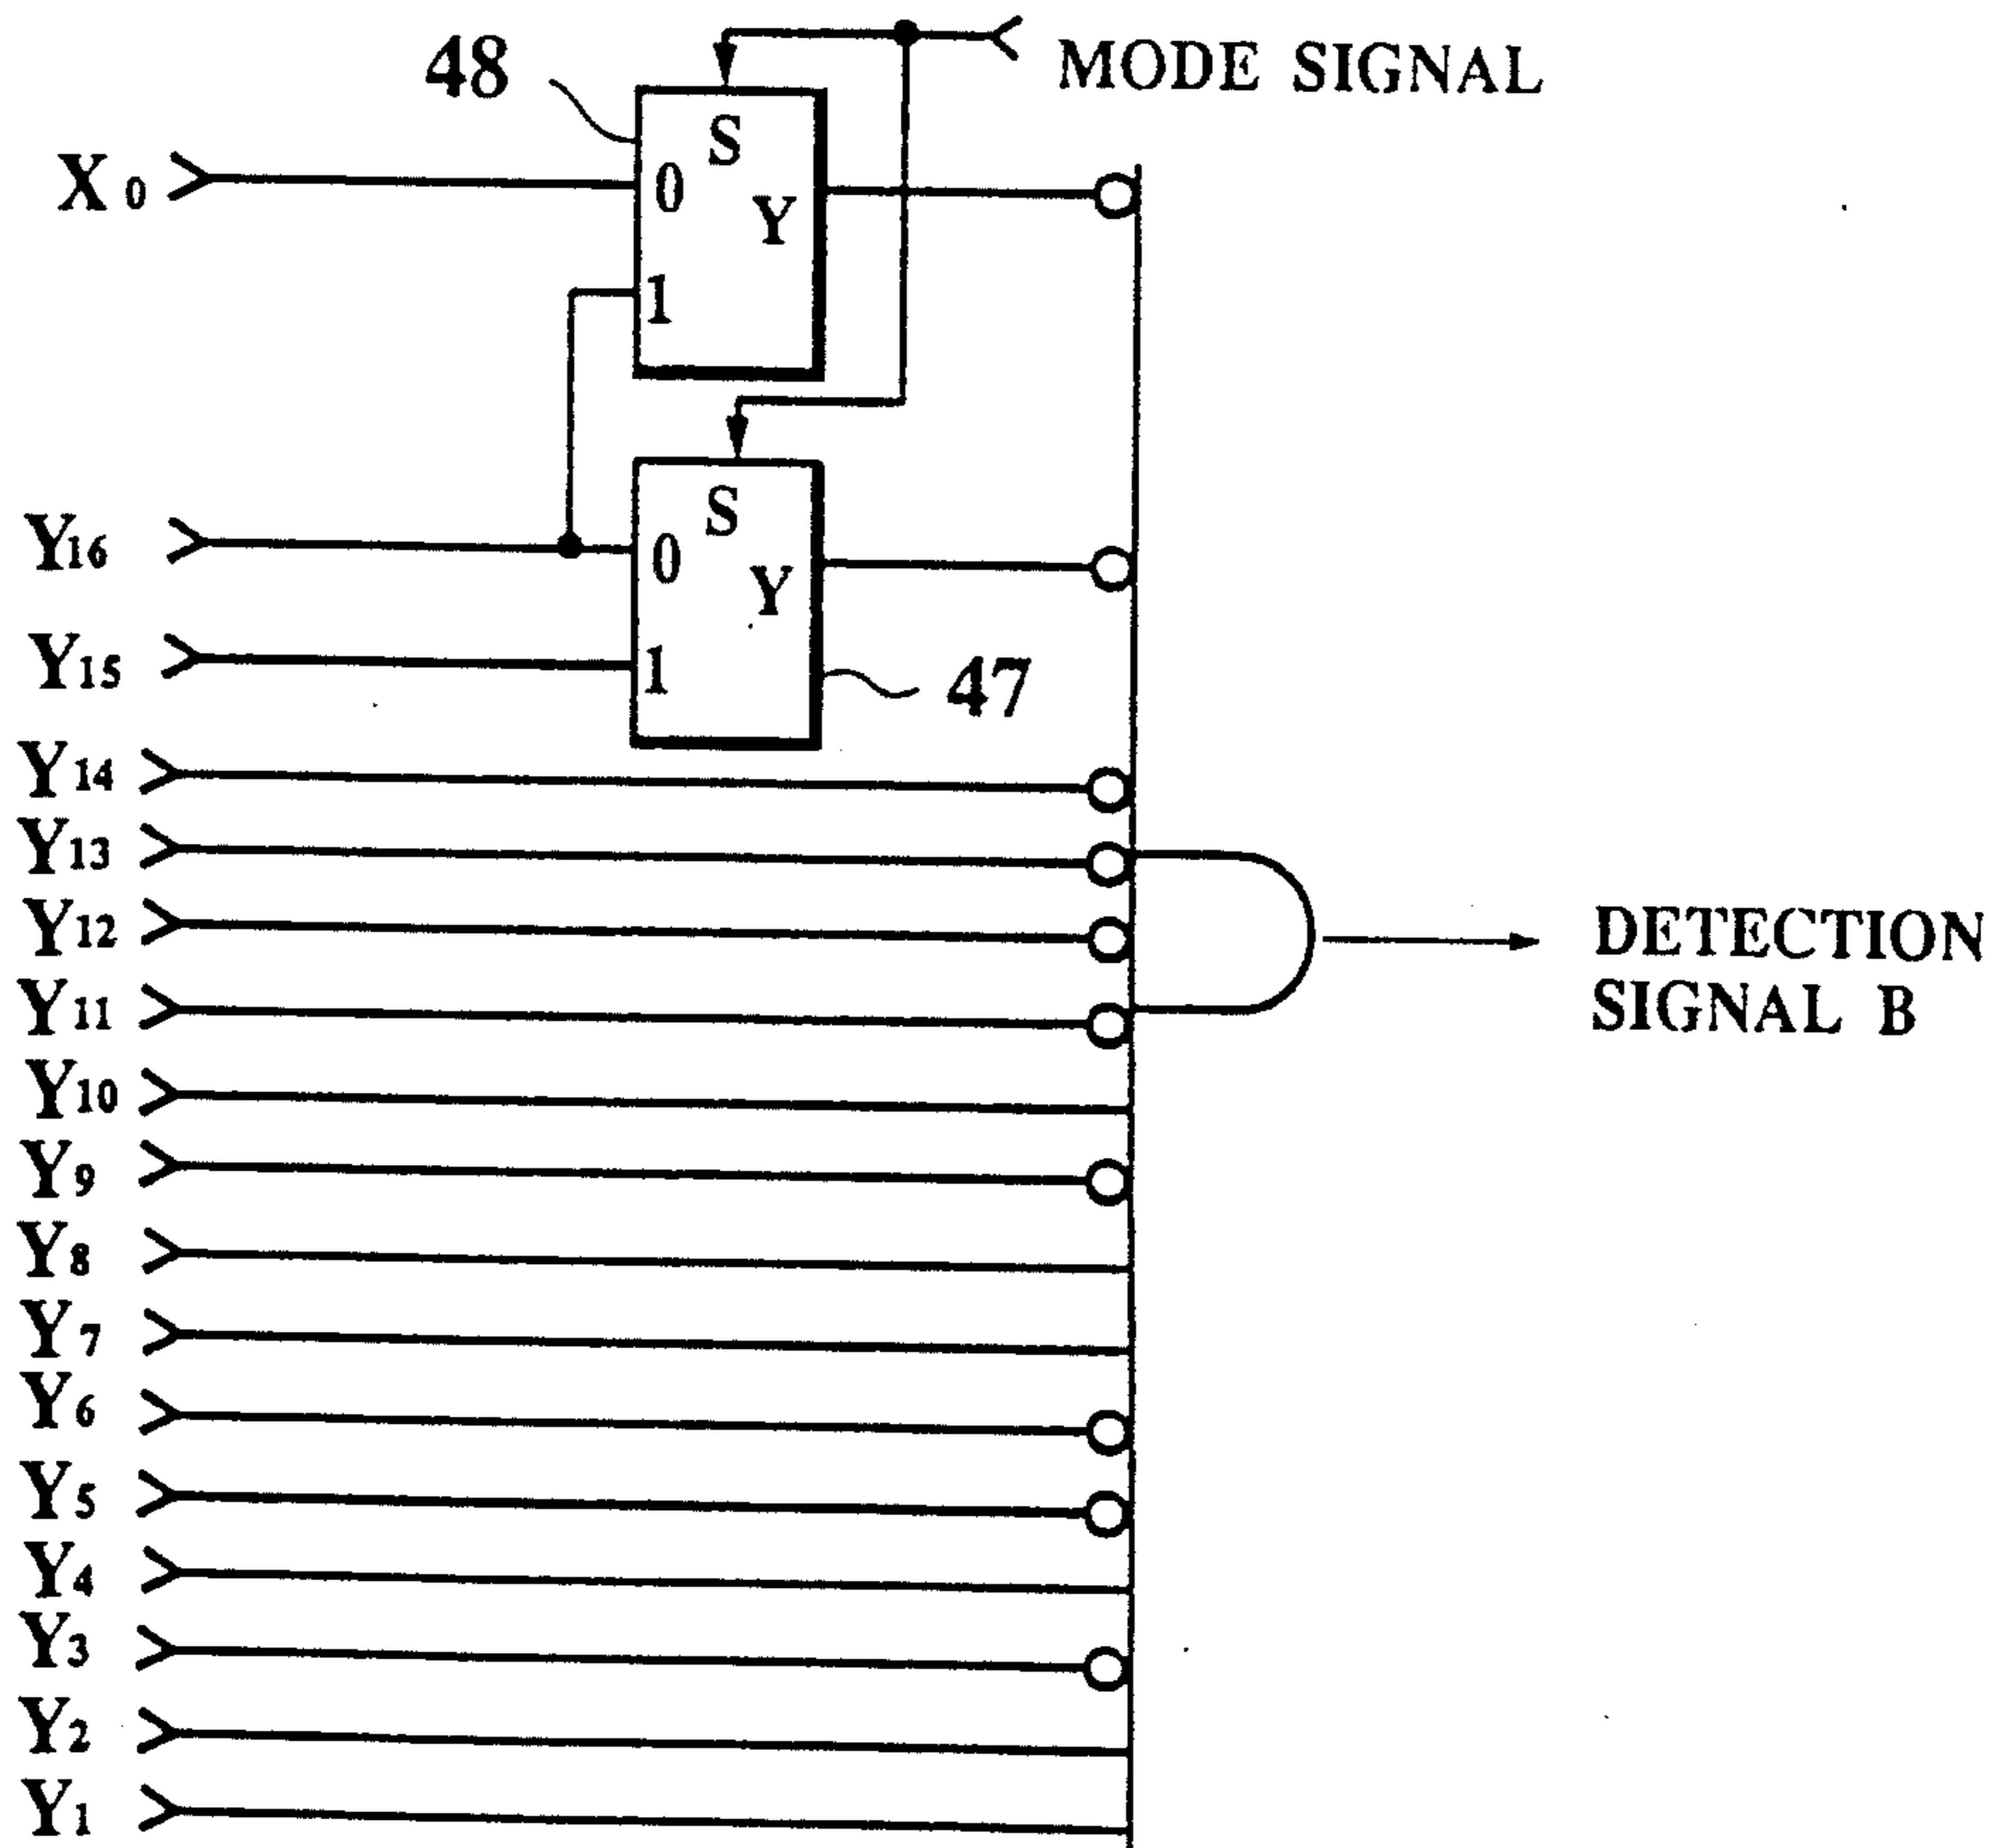 48
MODE SIGNAL
S
X0
0
Y
1
S
Y16
0
Y
Y15
1
47
Y14
Y13
Y12
DETECTION
SIGNAL B
Y11
Y10
Y9
Y8
Y7
Y6
Y5
Y4
Y3
Y2
Y1